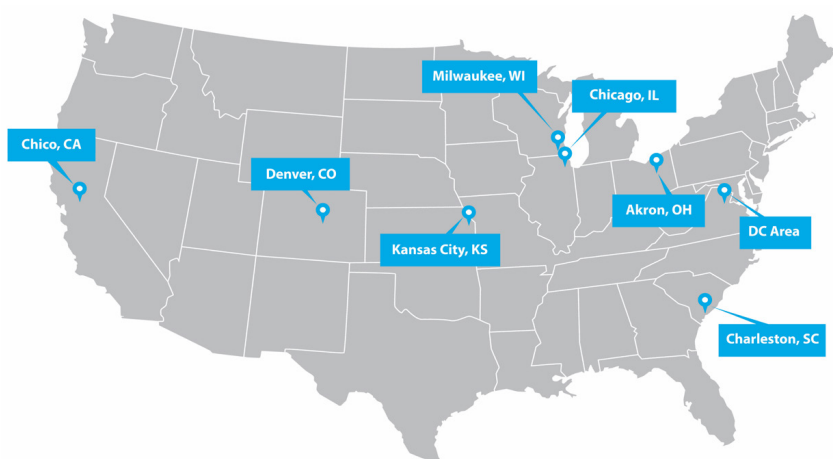 Milwaukee, WI
Chicago, IL
Chico, CA
Denver, CO
Akron, OH
DC Area
Kansas City, KS
Charleston, SC